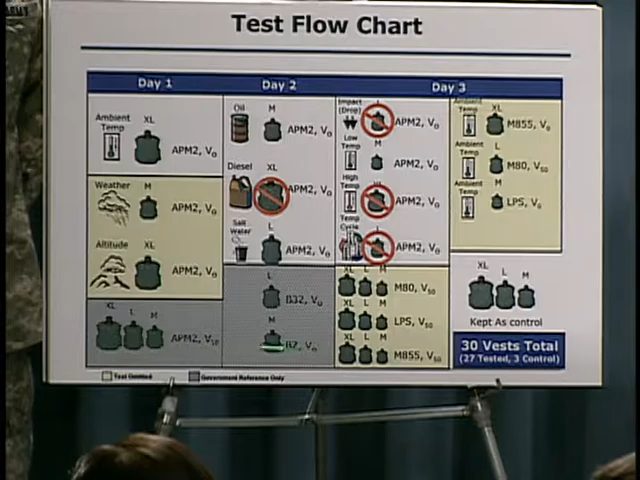 Test Flow Chart
Day 1
Day 2
Day 3
Ambient Temp
XL
APM2, V₀
Weather
M
APM2, V₀
Altitude
XL
APM2, V₀
XL L M
APM2, V₅₀
Oil
M
APM2, V₀
Diesel
XL
APM2, V₀
Salt Water
L
APM2, V₀
L
B32, V₀
M
Impact (Drop)
APM2, V₀
Low Temp
M
APM2, V₀
High Temp
APM2, V₀
Temp Cycle
APM2, V₀
XL L M
M80, V₅₀
XL L M
LPS, V₅₀
XL L M
M855, V₅₀
Ambient Temp
XL
M855, V₀
Ambient Temp
L
M80, V₅₀
Ambient Temp
M
LPS, V₀
XL L M
Kept As control
30 Vests Total
(27 Tested, 3 Control)
Test Omitted
Government Reference Only